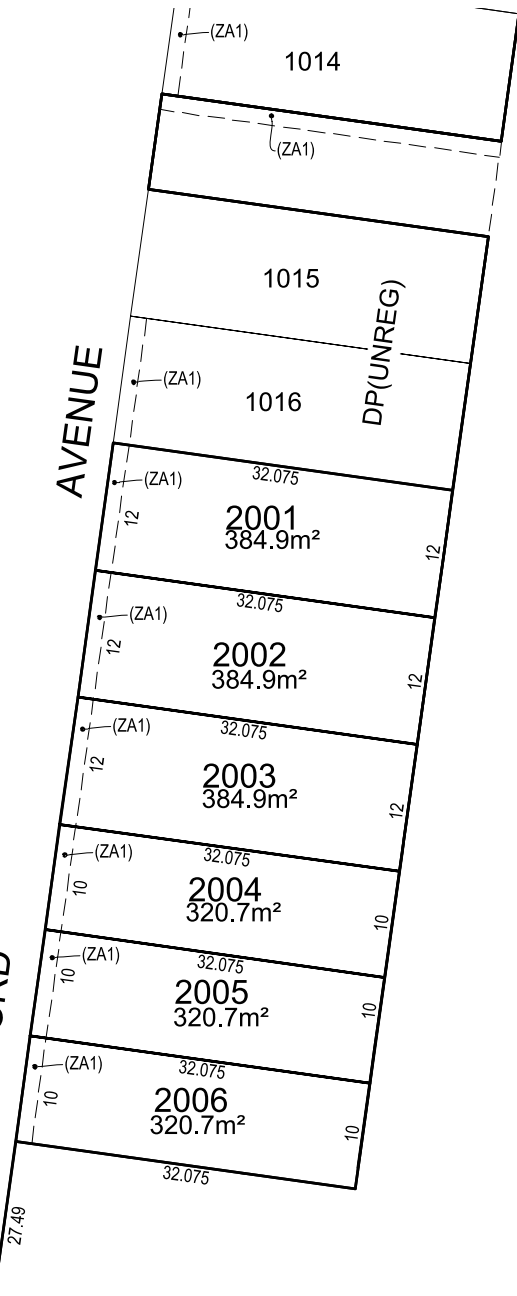 (ZA1)
1014
(ZA1)
1015
DP(UNREG)
AVENUE
(ZA1)
1016
32.075
(ZA1)
12
2001
384.9m²
12
32.075
(ZA1)
12
2002
384.9m²
12
32.075
(ZA1)
12
2003
384.9m²
12
32.075
(ZA1)
10
2004
320.7m²
10
32.075
(ZA1)
10
2005
320.7m²
10
32.075
(ZA1)
10
2006
320.7m²
10
32.075
27.49